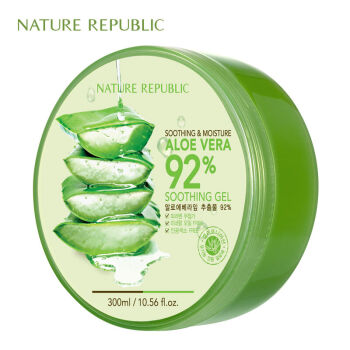 NATURE REPUBLIC
NATURE REPUBLIC
SOOTHING & MOISTURE
ALOE VERA
92%
SOOTHING GEL
알로에베라잎 추출물 92%
300ml / 10.56 fl.oz.